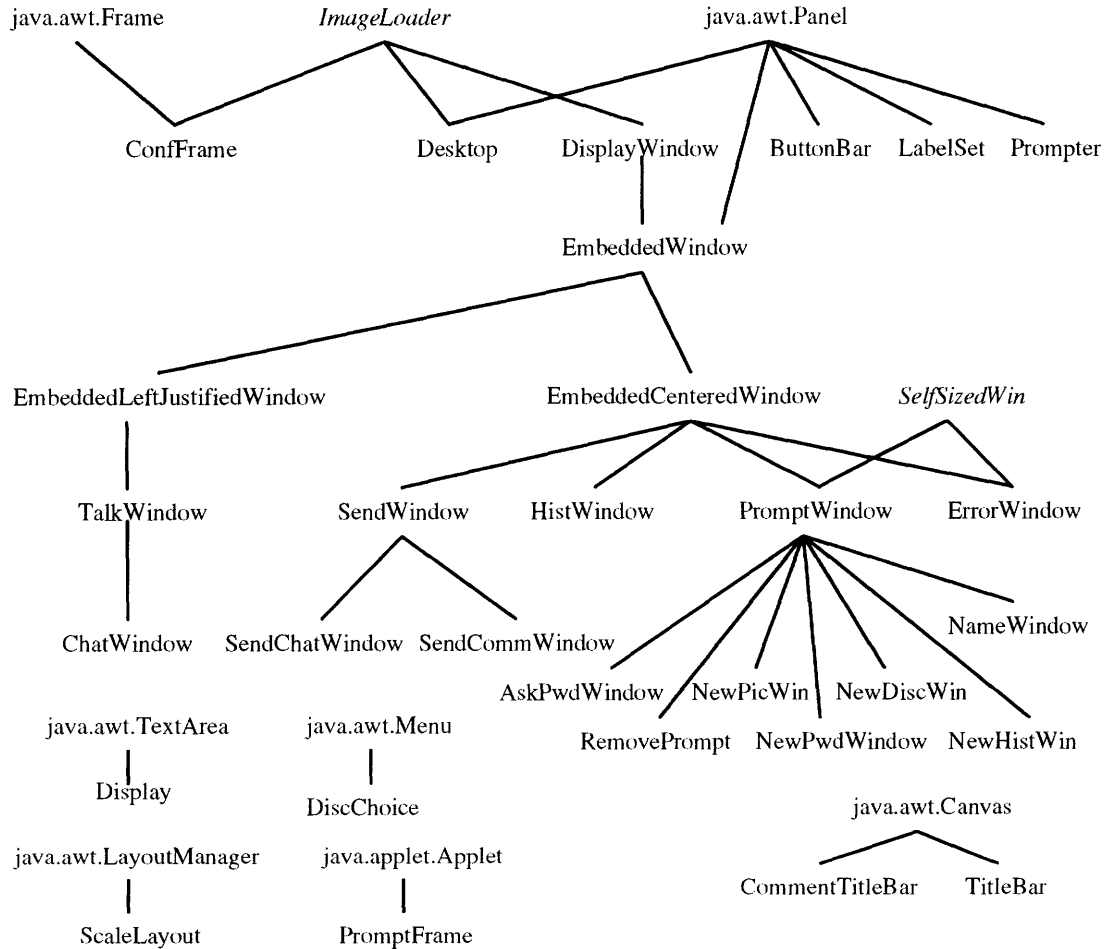 java.awt.Frame
ImageLoader
java.awt.Panel
ConfFrame
Desktop
DisplayWindow
ButtonBar
LabelSet
Prompter
EmbeddedWindow
EmbeddedLeftJustifiedWindow
EmbeddedCenteredWindow
SelfSizedWin
TalkWindow
SendWindow
HistWindow
PromptWindow
ErrorWindow
ChatWindow
SendChatWindow
SendCommWindow
NameWindow
AskPwdWindow
NewPicWin
NewDiscWin
RemovePrompt
NewPwdWindow
NewHistWin
java.awt.TextArea
java.awt.Menu
Display
DiscChoice
java.awt.Canvas
java.awt.LayoutManager
java.applet.Applet
CommentTitleBar
TitleBar
ScaleLayout
PromptFrame